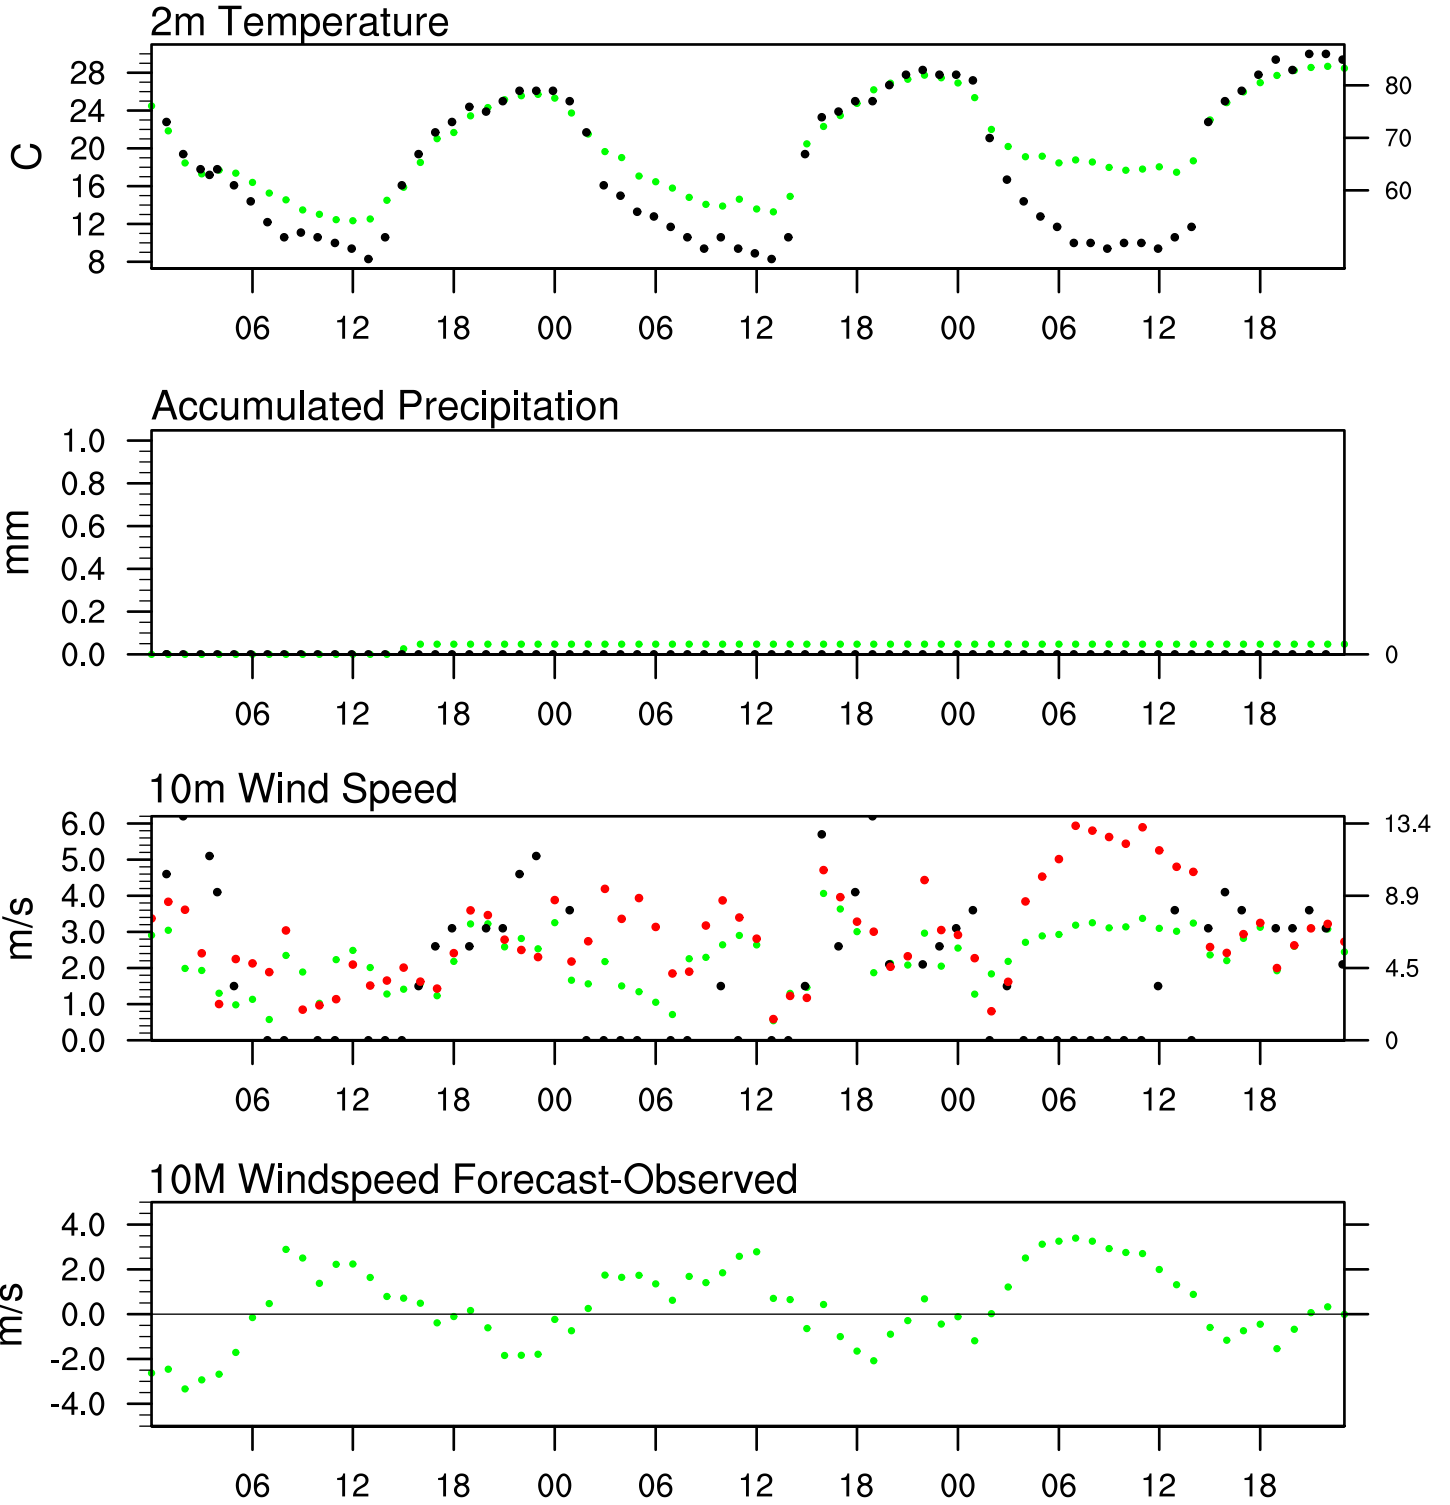 2m Temperature
28
24
20
16
12
8
C
80
70
60
06 12 18 00 06 12 18 00 06 12 18
Accumulated Precipitation
1.0
0.8
0.6
0.4
0.2
0.0
mm
0
06 12 18 00 06 12 18 00 06 12 18
10m Wind Speed
6.0
5.0
4.0
3.0
2.0
1.0
0.0
m/s
13.4
8.9
4.5
0
06 12 18 00 06 12 18 00 06 12 18
10M Windspeed Forecast-Observed
4.0
2.0
0.0
-2.0
-4.0
m/s
06 12 18 00 06 12 18 00 06 12 18